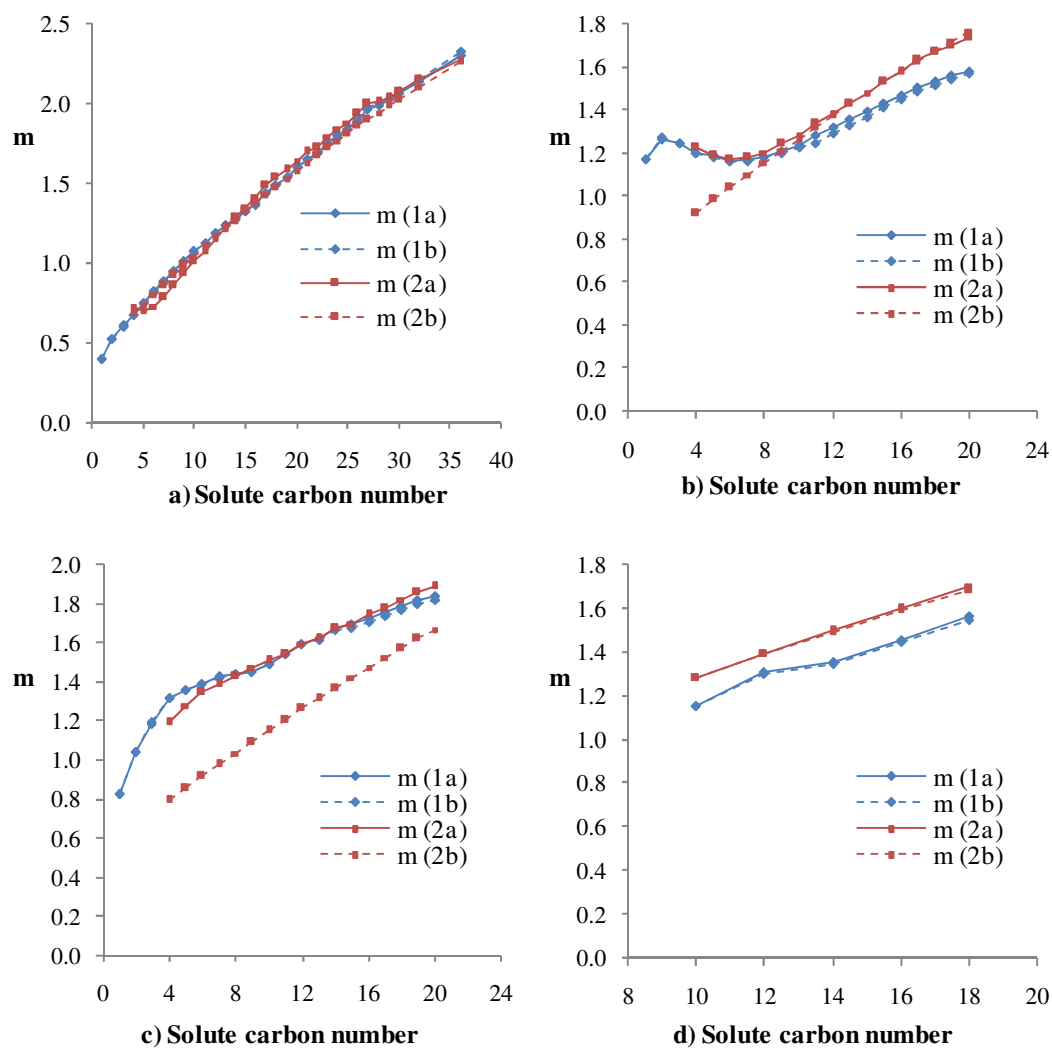 2.5
2.0
m
1.5
1.0
0.5
0.0
0 5 10 15 20 25 30 35 40
a) Solute carbon number
m (1a)
m (1b)
m (2a)
m (2b)
1.8
1.6
1.4
m
1.2
1.0
0.8
0.6
0.4
0.2
0.0
0 4 8 12 16 20 24
b) Solute carbon number
m (1a)
m (1b)
m (2a)
m (2b)
2.0
1.8
1.6
m
1.4
1.2
1.0
0.8
0.6
0.4
0.2
0.0
0 4 8 12 16 20 24
c) Solute carbon number
m (1a)
m (1b)
m (2a)
m (2b)
1.8
1.6
1.4
m
1.2
1.0
0.8
0.6
0.4
0.2
0.0
8 10 12 14 16 18 20
d) Solute carbon number
m (1a)
m (1b)
m (2a)
m (2b)